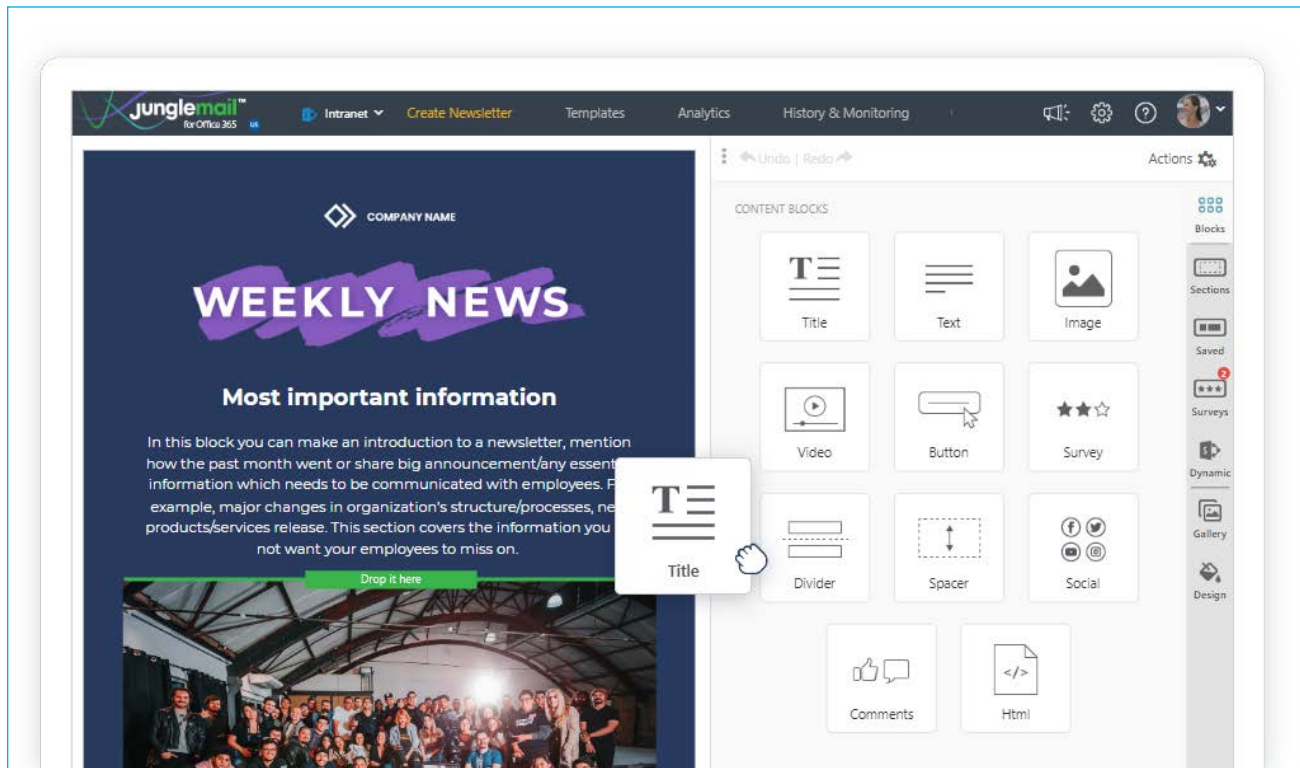 junglemail™
for Office 365 US
Intranet
Create Newsletter
Templates
Analytics
History & Monitoring
?
Undo | Redo
Actions
CONTENT BLOCKS
COMPANY NAME
WEEKLY NEWS
Most important information
In this block you can make an introduction to a newsletter, mention
how the past month went or share big announcement/any
information which needs to be communicated with employees.
example, major changes in organization's structure/processes,
products/services release. This section covers the information you
not want your employees to miss on.
Drop it here
T
Title
T
Title
Text
Image
Video
Button
Survey
Divider
Spacer
Social
Comments
</>
Html
Blocks
Sections
Saved
2
Surveys
Dynamic
Gallery
Design